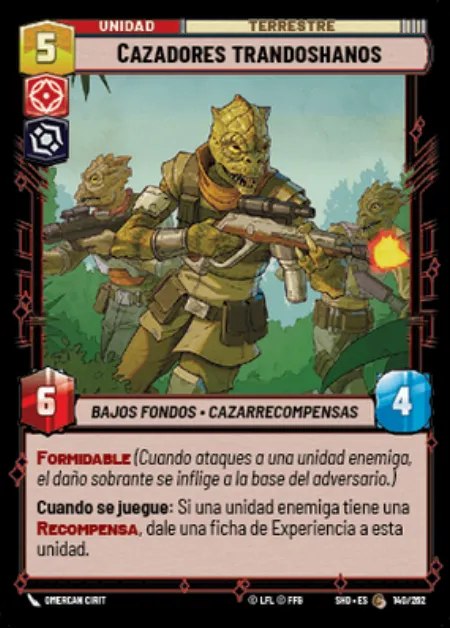 UNIDAD
TERRESTRE
5
CAZADORES TRANDOSHANOS
6
BAJOS FONDOS • CAZARRECOMPENSAS
4
FORMIDABLE (Cuando ataques a una unidad enemiga,
el daño sobrante se inflige a la base del adversario.)
Cuando se juegue: Si una unidad enemiga tiene una
RECOMPENSA, dale una ficha de Experiencia a esta
unidad.
OMERCAN CIRIT
© LFL © FFG
SHD • ES
C
140/262